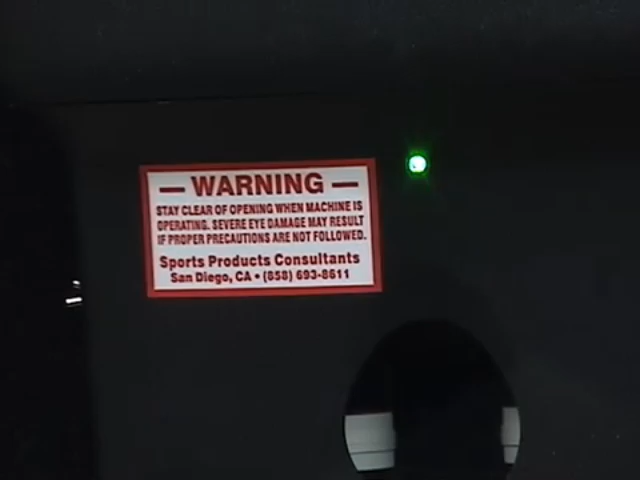 — WARNING —
STAY CLEAR OF OPENING WHEN MACHINE IS
OPERATING. SEVERE EYE DAMAGE MAY RESULT
IF PROPER PRECAUTIONS ARE NOT FOLLOWED.
Sports Products Consultants
San Diego, CA • (858) 693-8611